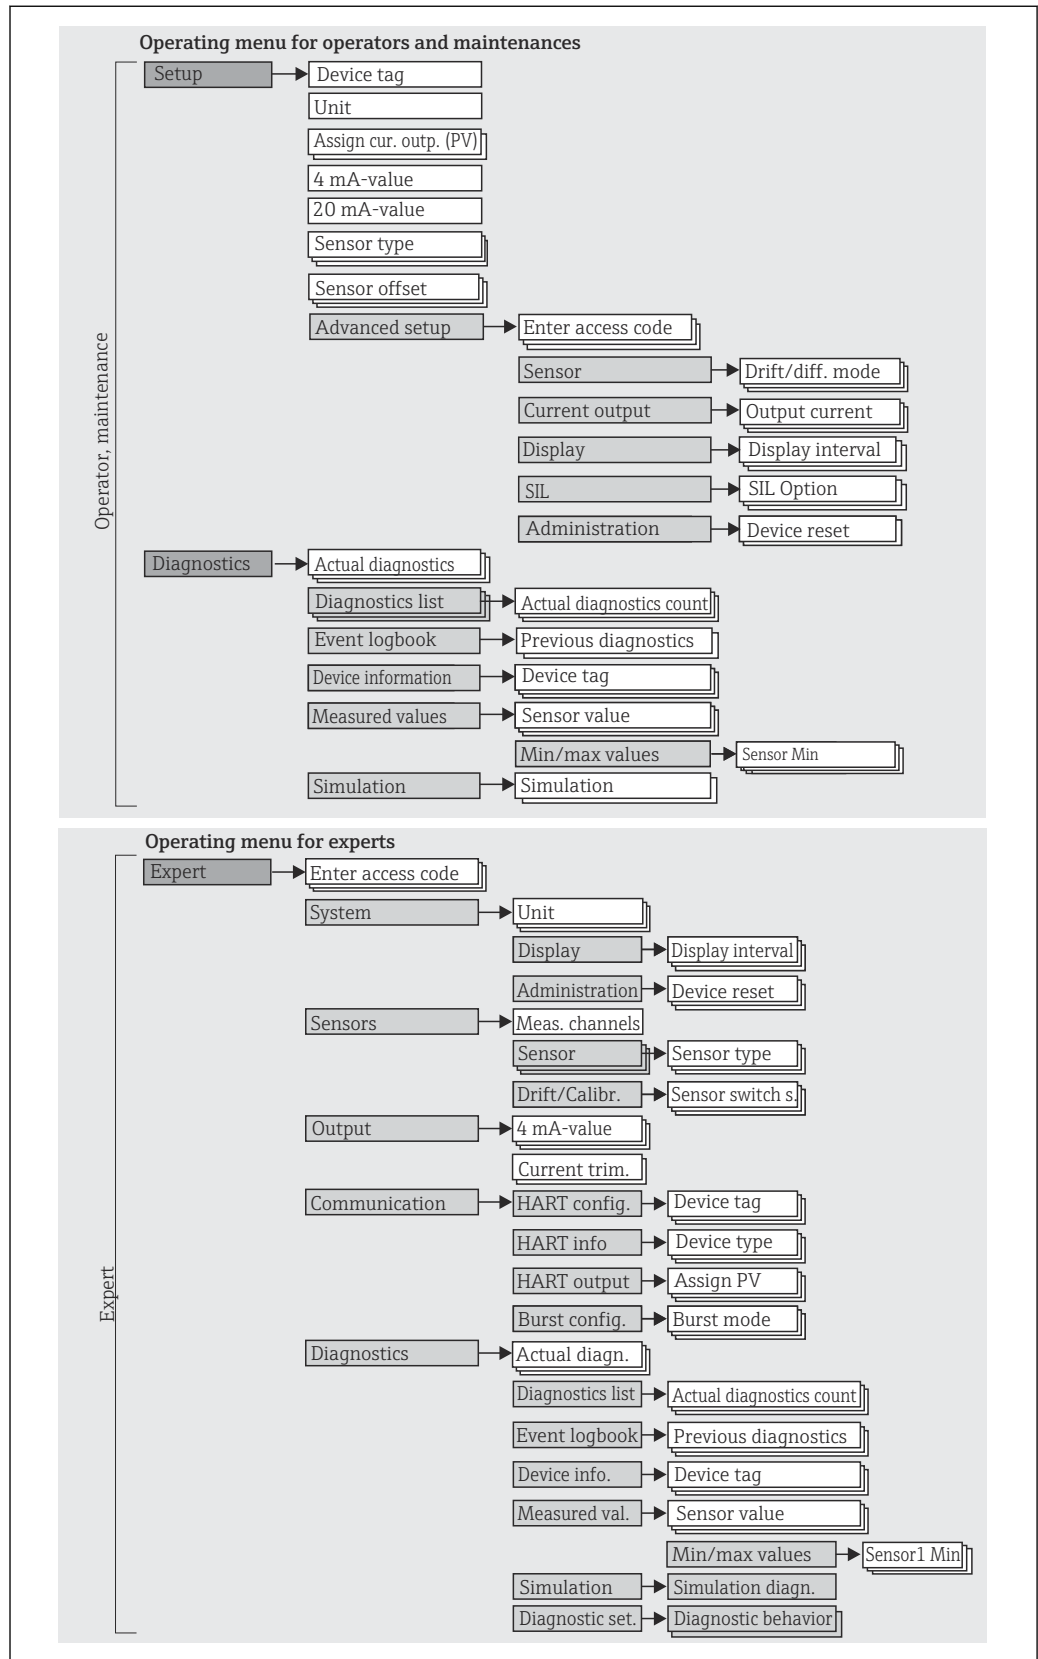 Operating menu for operators and maintenances
Operator, maintenance
Setup
Device tag
Unit
Assign cur. outp. (PV)
4 mA-value
20 mA-value
Sensor type
Sensor offset
Advanced setup
Enter access code
Sensor
Drift/diff. mode
Current output
Output current
Display
Display interval
SIL
SIL Option
Administration
Device reset
Diagnostics
Actual diagnostics
Diagnostics list
Actual diagnostics count
Event logbook
Previous diagnostics
Device information
Device tag
Measured values
Sensor value
Min/max values
Sensor Min
Simulation
Simulation
Operating menu for experts
Expert
Expert
Enter access code
System
Unit
Display
Display interval
Administration
Device reset
Sensors
Meas. channels
Sensor
Sensor type
Drift/Calibr.
Sensor switch s.
Output
4 mA-value
Current trim.
Communication
HART config.
Device tag
HART info
Device type
HART output
Assign PV
Burst config.
Burst mode
Diagnostics
Actual diagn.
Diagnostics list
Actual diagnostics count
Event logbook
Previous diagnostics
Device info.
Device tag
Measured val.
Sensor value
Min/max values
Sensor1 Min
Simulation
Simulation diagn.
Diagnostic set.
Diagnostic behavior